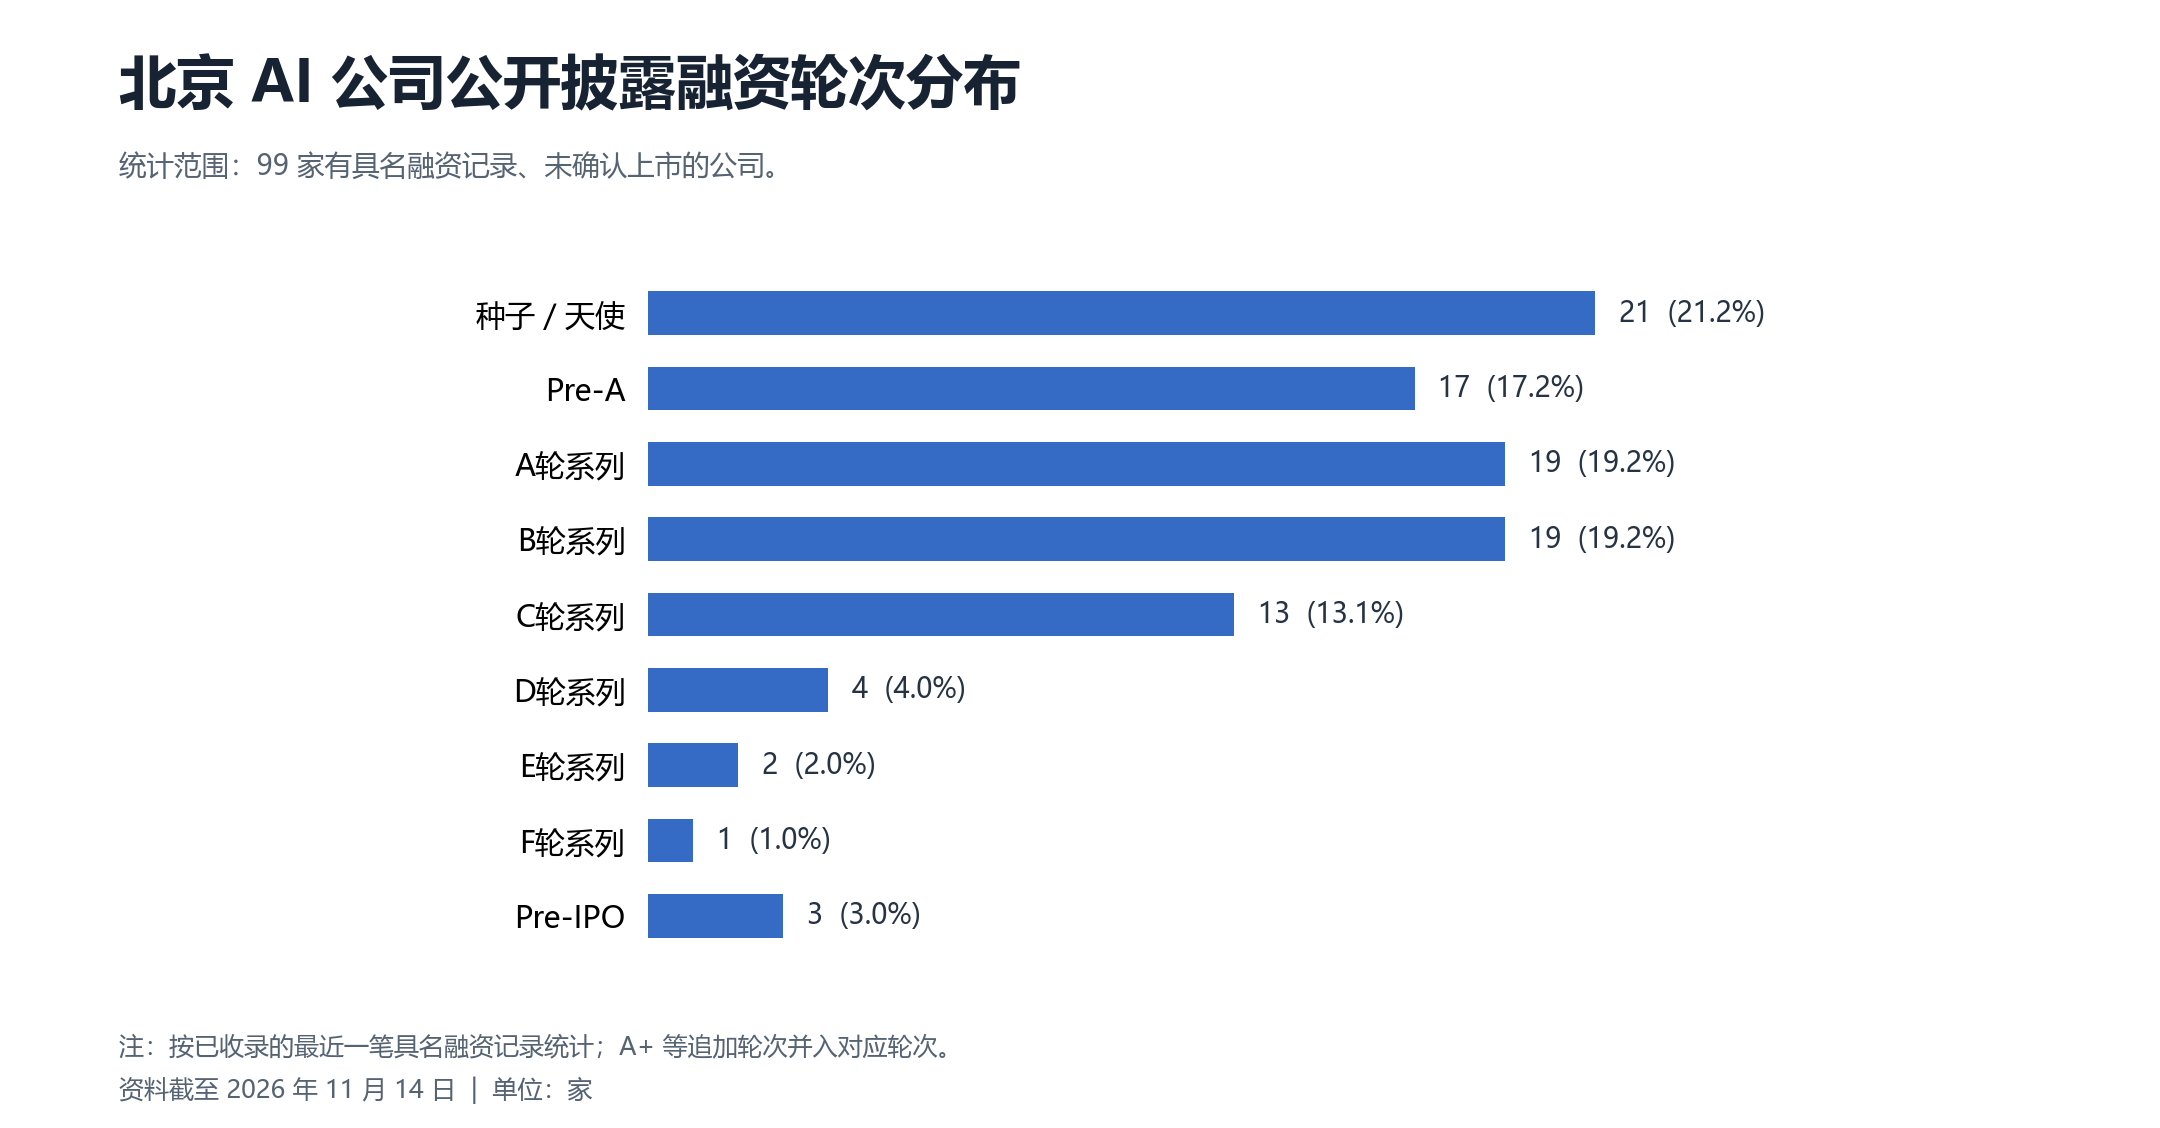 北京 AI 公司公开披露融资轮次分布
统计范围：99 家有具名融资记录、未确认上市的公司。
种子 / 天使 21 (21.2%)
Pre-A 17 (17.2%)
A轮系列 19 (19.2%)
B轮系列 19 (19.2%)
C轮系列 13 (13.1%)
D轮系列 4 (4.0%)
E轮系列 2 (2.0%)
F轮系列 1 (1.0%)
Pre-IPO 3 (3.0%)
注：按已收录的最近一笔具名融资记录统计；A+ 等追加轮次并入对应轮次。
资料截至 2026 年 11 月 14 日 | 单位：家